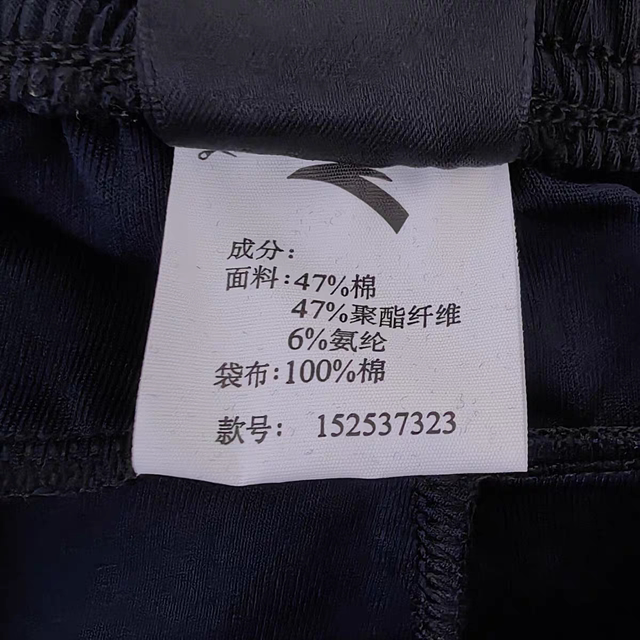 成分:
面料:47%棉
47%聚酯纤维
6%氨纶
袋布:100%棉
款号: 152537323